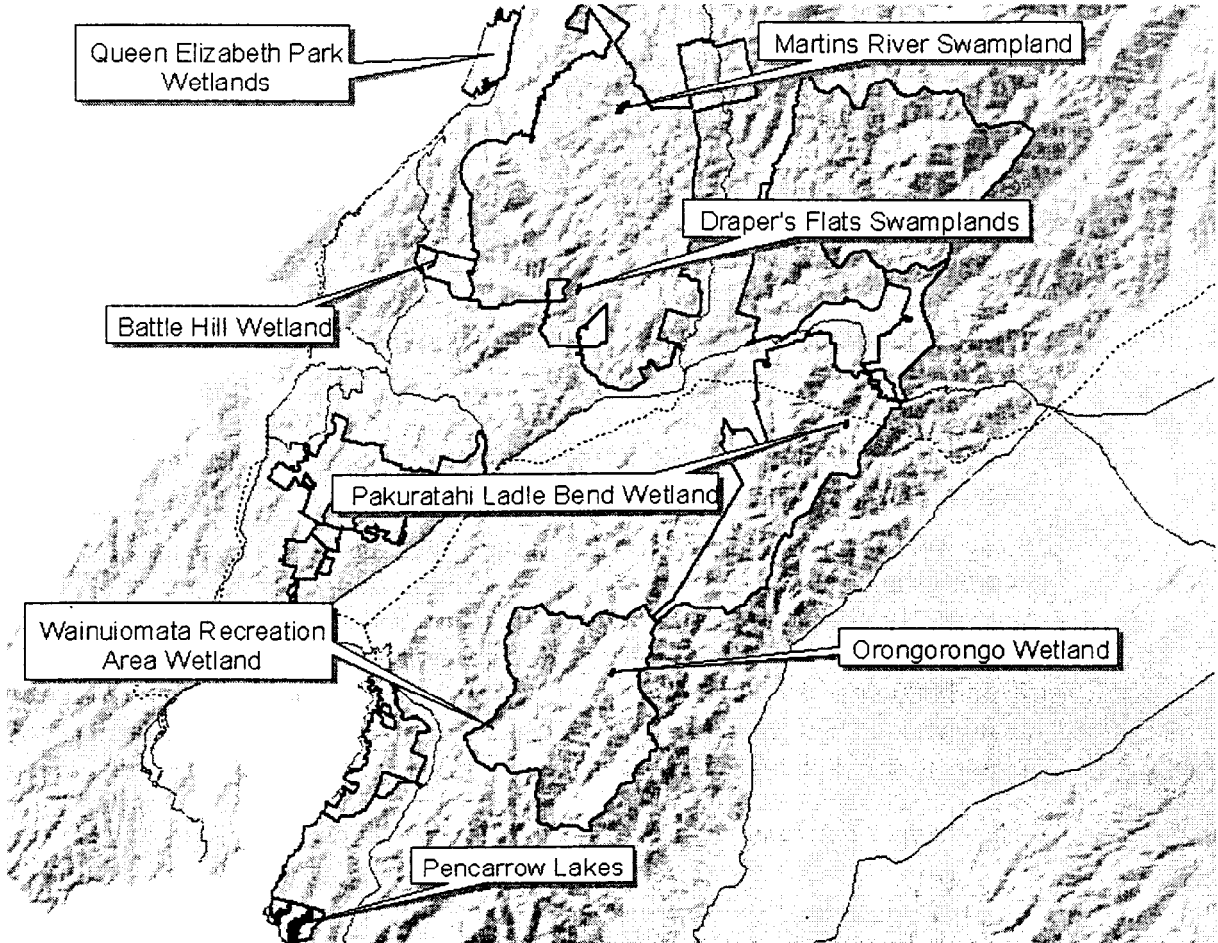 Queen Elizabeth Park
Wetlands
Martins River Swampland
Draper's Flats Swamplands
Battle Hill Wetland
Pakuratahi Ladle Bend Wetland
Wainuiomata Recreation
Area Wetland
Orongorongo Wetland
Pencarrow Lakes